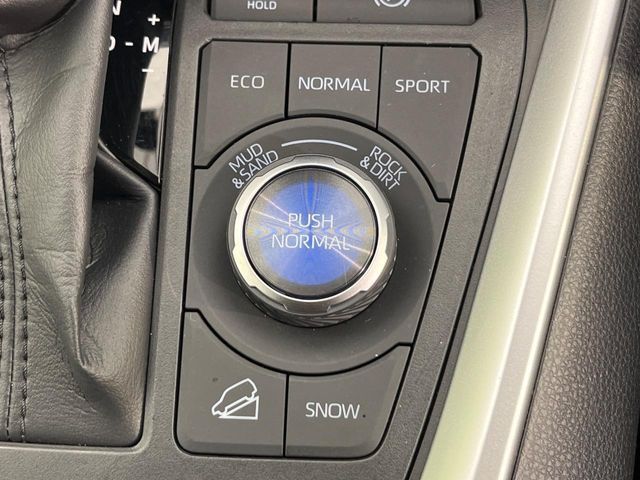 HOLD
N +
D - M
-
ECO
NORMAL
SPORT
MUD
& SAND
ROCK
& DIRT
PUSH
NORMAL
SNOW